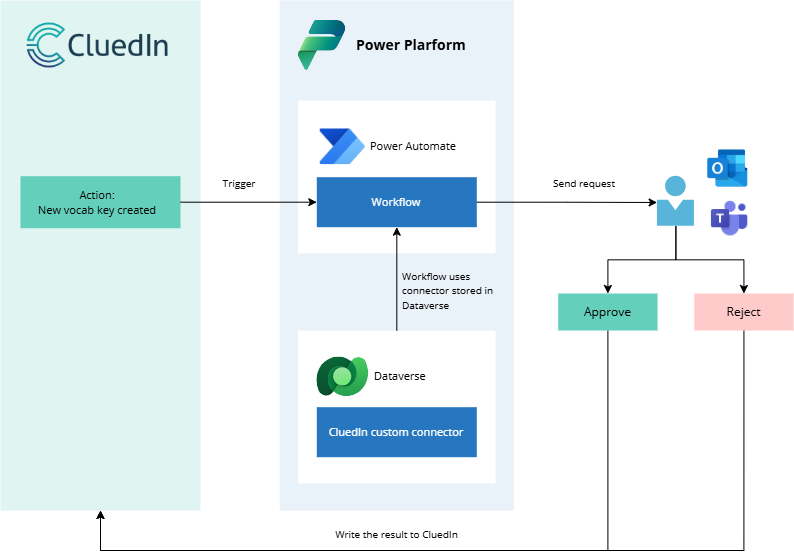 CluedIn
Power Plarform
Power Automate
Action:
New vocab key created
Trigger
Workflow
Send request
O
T
Workflow uses
connector stored in
Dataverse
Approve
Reject
Dataverse
CluedIn custom connector
Write the result to CluedIn